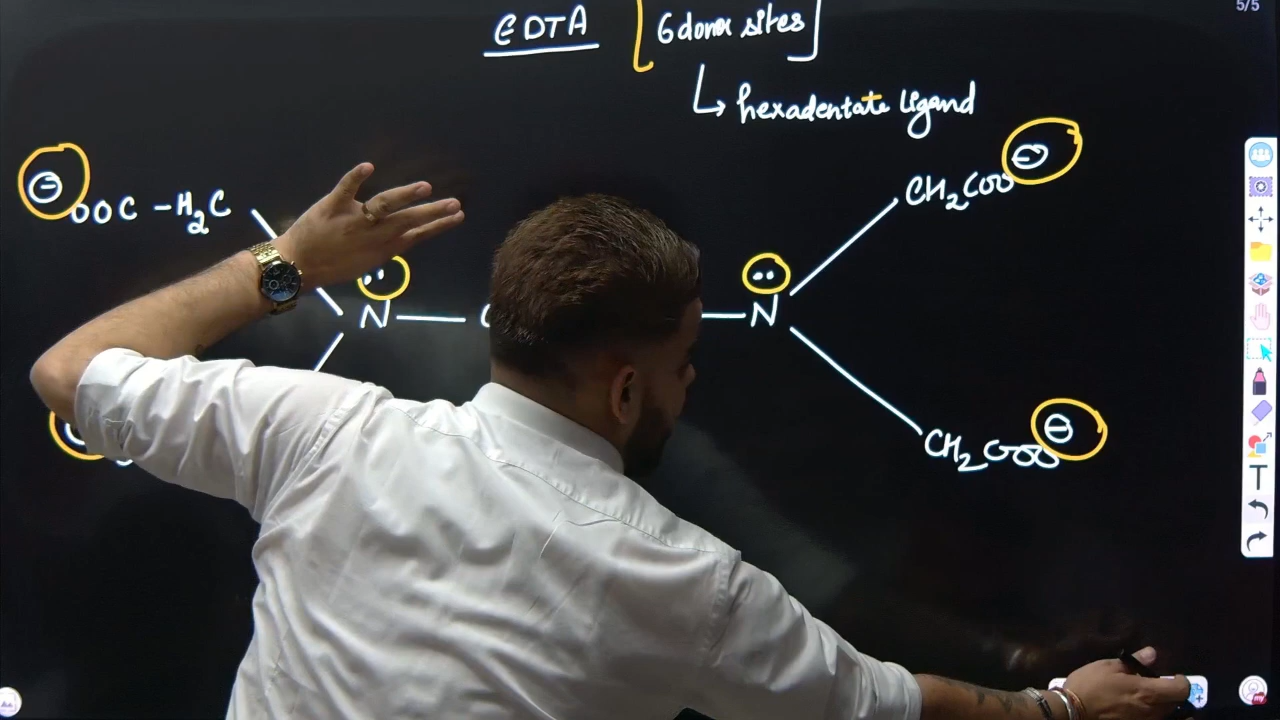 5/5
EDTA [6 donor sites]
↳ hexadentate ligand
⊖OOC-H₂C
CH₂COO⊖
N
N
CH₂COO⊖
T